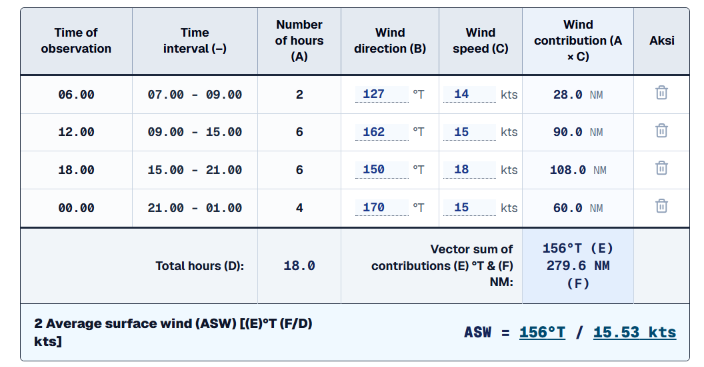 Time of observation
Time interval (–)
Number of hours (A)
Wind direction (B)
Wind speed (C)
Wind contribution (A × C)
Aksi
06.00 07.00 – 09.00 2 127 °T 14 kts 28.0 NM
12.00 09.00 – 15.00 6 162 °T 15 kts 90.0 NM
18.00 15.00 – 21.00 6 150 °T 18 kts 108.0 NM
00.00 21.00 – 01.00 4 170 °T 15 kts 60.0 NM
Total hours (D): 18.0
Vector sum of
contributions (E) °T & (F)
NM:
156°T (E)
279.6 NM
(F)
2 Average surface wind (ASW) [(E)°T (F/D)
kts]
ASW = 156°T / 15.53 kts